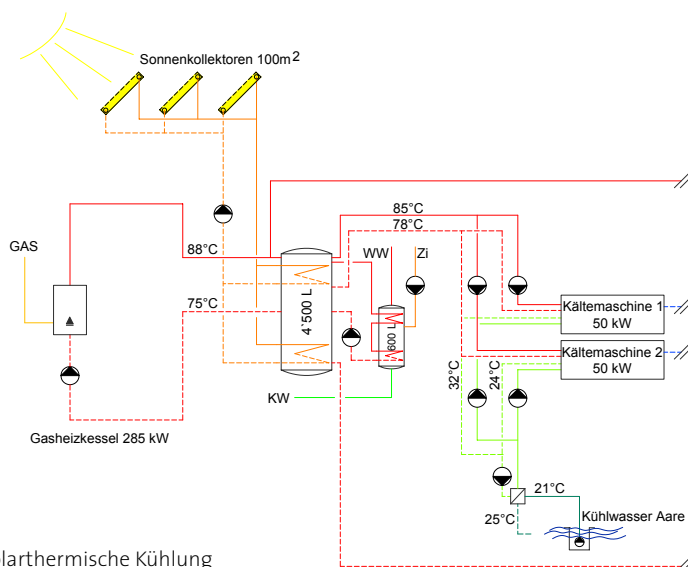 Sonnenkollektoren 100m²
85°C
78°C
GAS
88°C
WW
Zi
75°C
4`500 L
600 L
Kältemaschine 1
50 kW
Kältemaschine 2
50 kW
32°C
24°C
KW
Gasheizkessel 285 kW
21°C
25°C
Kühlwasser Aare
olarthermische Kühlung